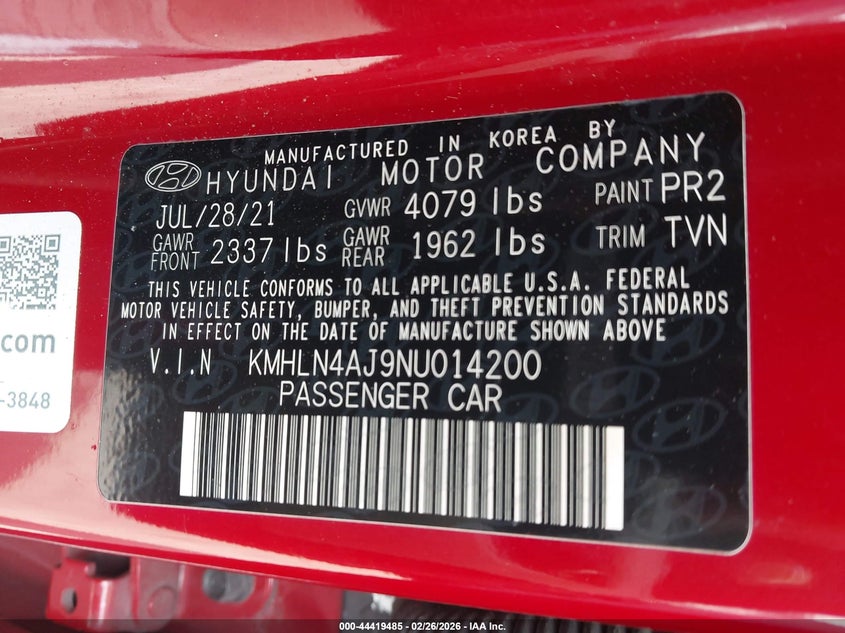 MANUFACTURED IN KOREA BY
HYUNDAI MOTOR COMPANY
JUL/28/21 GVWR 4079 lbs PAINT PR2
GAWR FRONT 2337 lbs GAWR REAR 1962 lbs TRIM TVN
THIS VEHICLE CONFORMS TO ALL APPLICABLE U.S.A. FEDERAL
MOTOR VEHICLE SAFETY, BUMPER, AND THEFT PREVENTION STANDARDS
IN EFFECT ON THE DATE OF MANUFACTURE SHOWN ABOVE
V.I.N KMHLN4AJ9NU014200
PASSENGER CAR
s.com
-3848
000-44419485 - 02/26/2026 - IAA Inc.